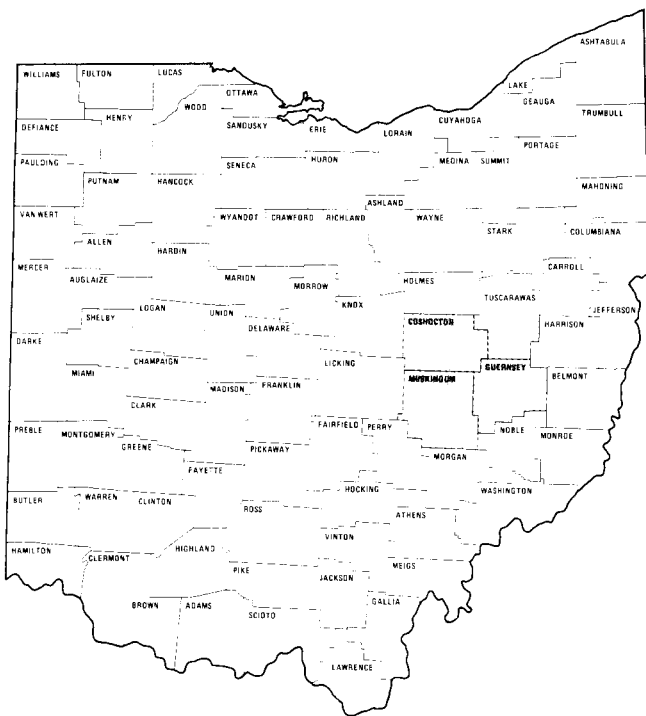 ASHTABULA
WILLIAMS FULTON LUCAS
OTTAWA LAKE
WOOD GEAUGA
HENRY TRUMBULL
DEFIANCE SANDUSKY ERIE LORAIN CUYAHOGA
PORTAGE
PAULDING SENECA HURON MEDINA SUMMIT
PUTNAM HANCOCK MAHONING
ASHLAND
VAN WERT WYANDOT CRAWFORD RICHLAND WAYNE
STARK COLUMBIANA
ALLEN
HARDIN
MERCER CARROLL
AUGLAIZE MARION MORROW HOLMES
KNOX TUSCARAWAS
LOGAN UNION JEFFERSON
SHELBY DELAWARE COSHOCTON HARRISON
DARKE
CHAMPAIGN LICKING GUERNSEY
MIAMI BELMONT
MADISON FRANKLIN MUSKINGUM
CLARK
FAIRFIELD PERRY
PREBLE MONTGOMERY NOBLE MONROE
GREENE PICKAWAY
FAYETTE MORGAN
HOCKING WASHINGTON
BUTLER WARREN CLINTON
ROSS ATHENS
VINTON
HAMILTON HIGHLAND
CLERMONT MEIGS
PIKE JACKSON
GALLIA
BROWN ADAMS SCIOTO
LAWRENCE